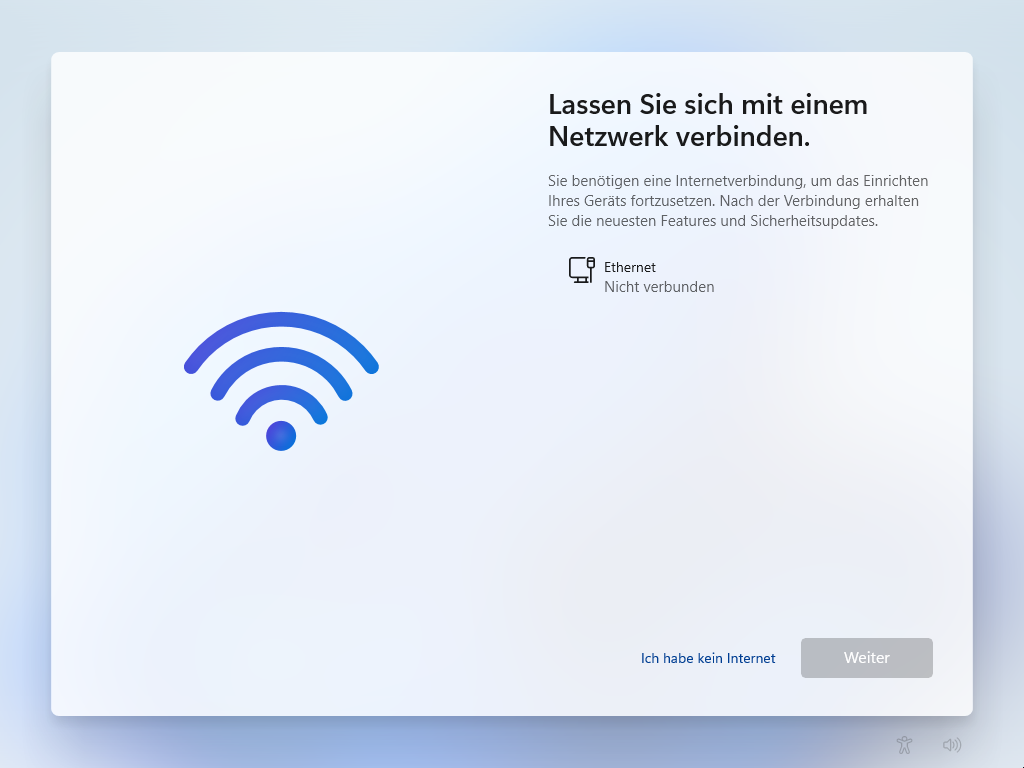 Lassen Sie sich mit einem
Netzwerk verbinden.
Sie benötigen eine Internetverbindung, um das Einrichten
Ihres Geräts fortzusetzen. Nach der Verbindung erhalten
Sie die neuesten Features und Sicherheitsupdates.
Ethernet
Nicht verbunden
Ich habe kein Internet
Weiter